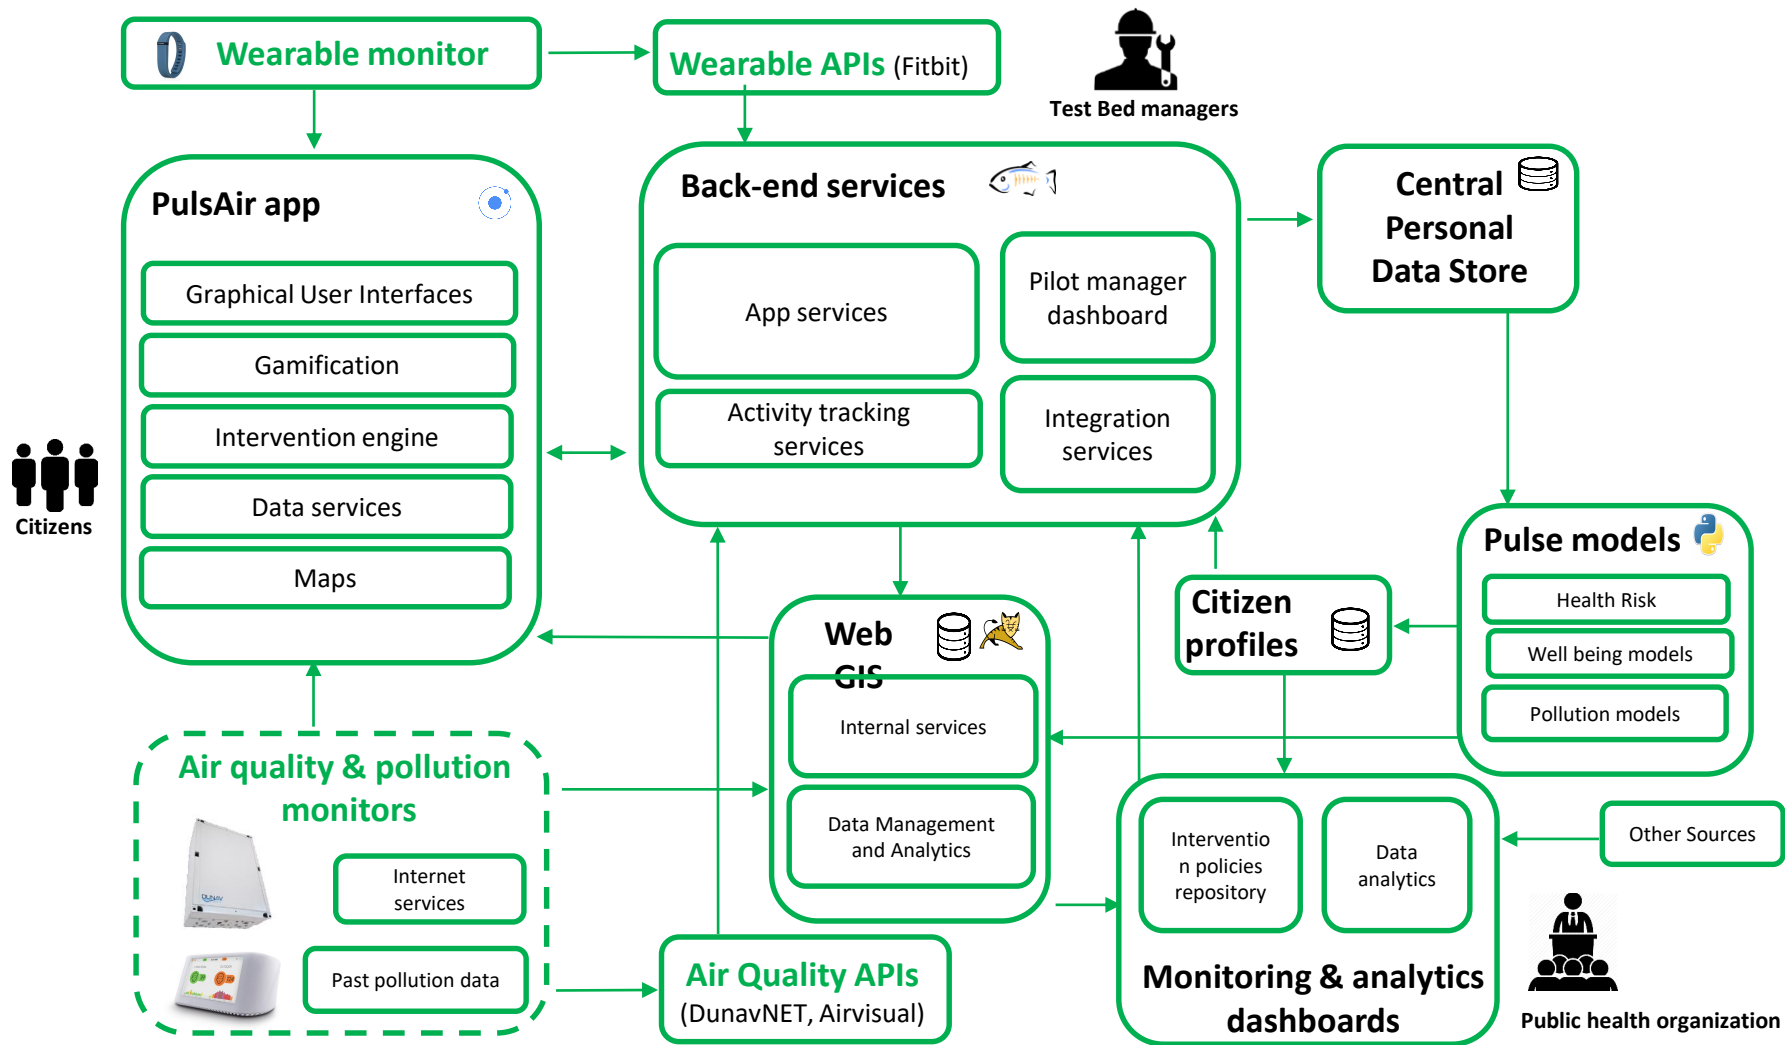 Wearable monitor
Wearable APIs (Fitbit)
Test Bed managers
PulsAir app
Graphical User Interfaces
Gamification
Intervention engine
Data services
Maps
Citizens
Back-end services
App services
Pilot manager
dashboard
Activity tracking
services
Integration
services
Central
Personal
Data Store
Pulse models
Health Risk
Well being models
Pollution models
Citizen
profiles
Web
GIS
Internal services
Data Management
and Analytics
Air quality & pollution
monitors
DUNAV
Internet
services
Past pollution data
Air Quality APIs
(DunavNET, Airvisual)
Interventio
n policies
repository
Data
analytics
Monitoring & analytics
dashboards
Other Sources
Public health organization